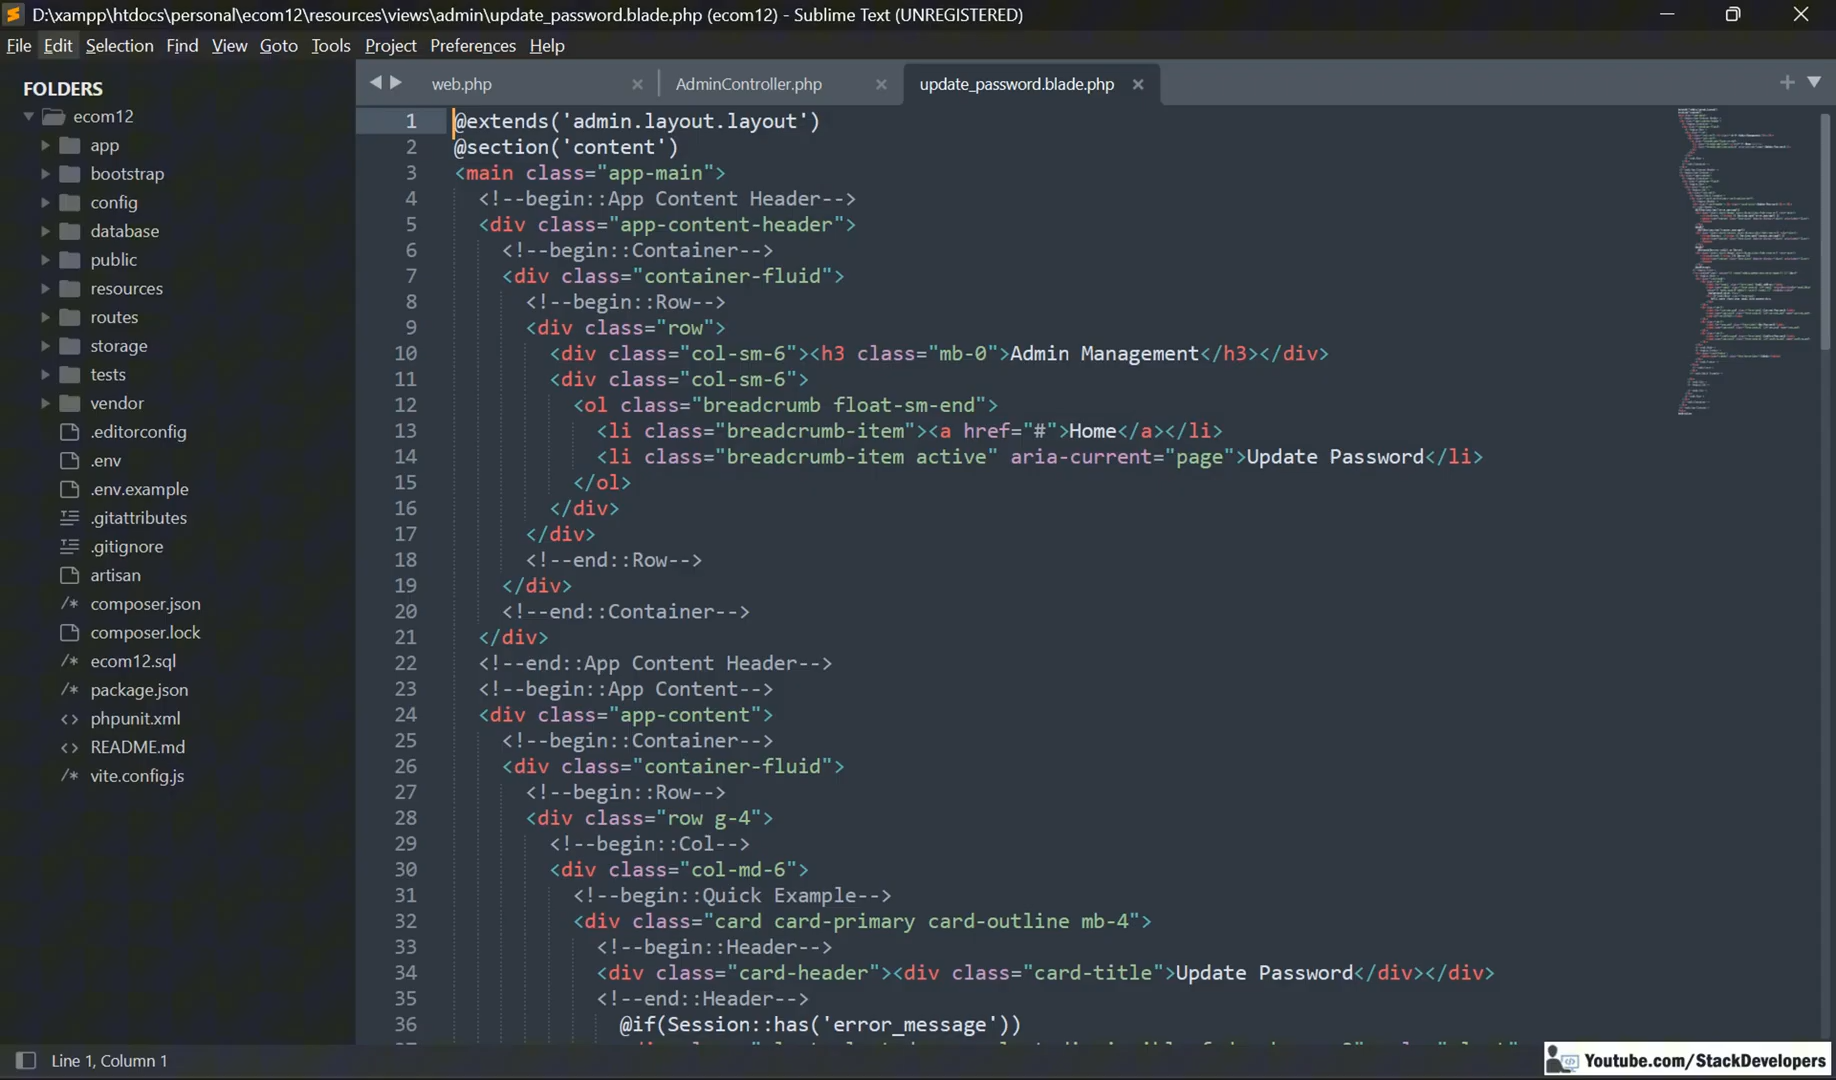 D:\xampp\htdocs\personal\ecom12\resources\views\admin\update_password.blade.php (ecom12) - Sublime Text (UNREGISTERED)
File Edit Selection Find View Goto Tools Project Preferences Help
FOLDERS
ecom12
app
bootstrap
config
database
public
resources
routes
storage
tests
vendor
.editorconfig
.env
.env.example
.gitattributes
.gitignore
artisan
composer.json
composer.lock
ecom12.sql
package.json
phpunit.xml
README.md
vite.config.js
web.php
AdminController.php
update_password.blade.php
1 @extends('admin.layout.layout')
2 @section('content')
3 <main class="app-main">
4 <!--begin::App Content Header-->
5 <div class="app-content-header">
6 <!--begin::Container-->
7 <div class="container-fluid">
8 <!--begin::Row-->
9 <div class="row">
10 <div class="col-sm-6"><h3 class="mb-0">Admin Management</h3></div>
11 <div class="col-sm-6">
12 <ol class="breadcrumb float-sm-end">
13 <li class="breadcrumb-item"><a href="#">Home</a></li>
14 <li class="breadcrumb-item active" aria-current="page">Update Password</li>
15 </ol>
16 </div>
17 </div>
18 <!--end::Row-->
19 </div>
20 <!--end::Container-->
21 </div>
22 <!--end::App Content Header-->
23 <!--begin::App Content-->
24 <div class="app-content">
25 <!--begin::Container-->
26 <div class="container-fluid">
27 <!--begin::Row-->
28 <div class="row g-4">
29 <!--begin::Col-->
30 <div class="col-md-6">
31 <!--begin::Quick Example-->
32 <div class="card card-primary card-outline mb-4">
33 <!--begin::Header-->
34 <div class="card-header"><div class="card-title">Update Password</div></div>
35 <!--end::Header-->
36 @if(Session::has('error_message'))
Line 1, Column 1
Youtube.com/StackDevelopers